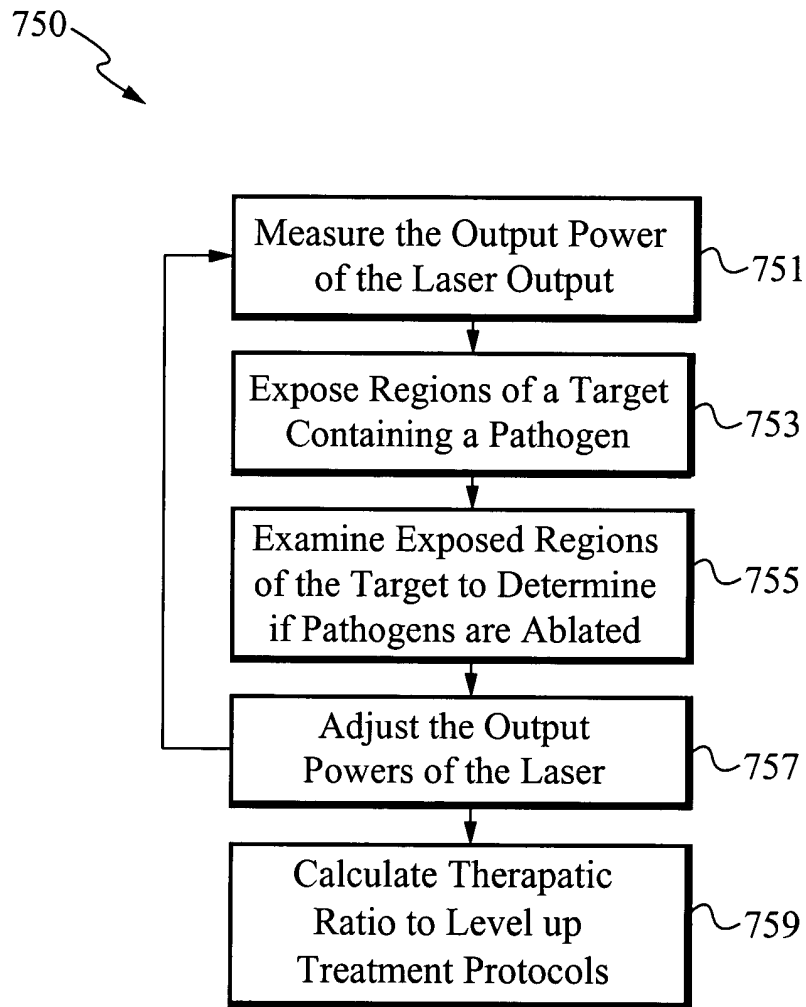 750
Measure the Output Power
of the Laser Output
751
Expose Regions of a Target
Containing a Pathogen
753
Examine Exposed Regions
of the Target to Determine
if Pathogens are Ablated
755
Adjust the Output
Powers of the Laser
757
Calculate Therapatic
Ratio to Level up
Treatment Protocols
759